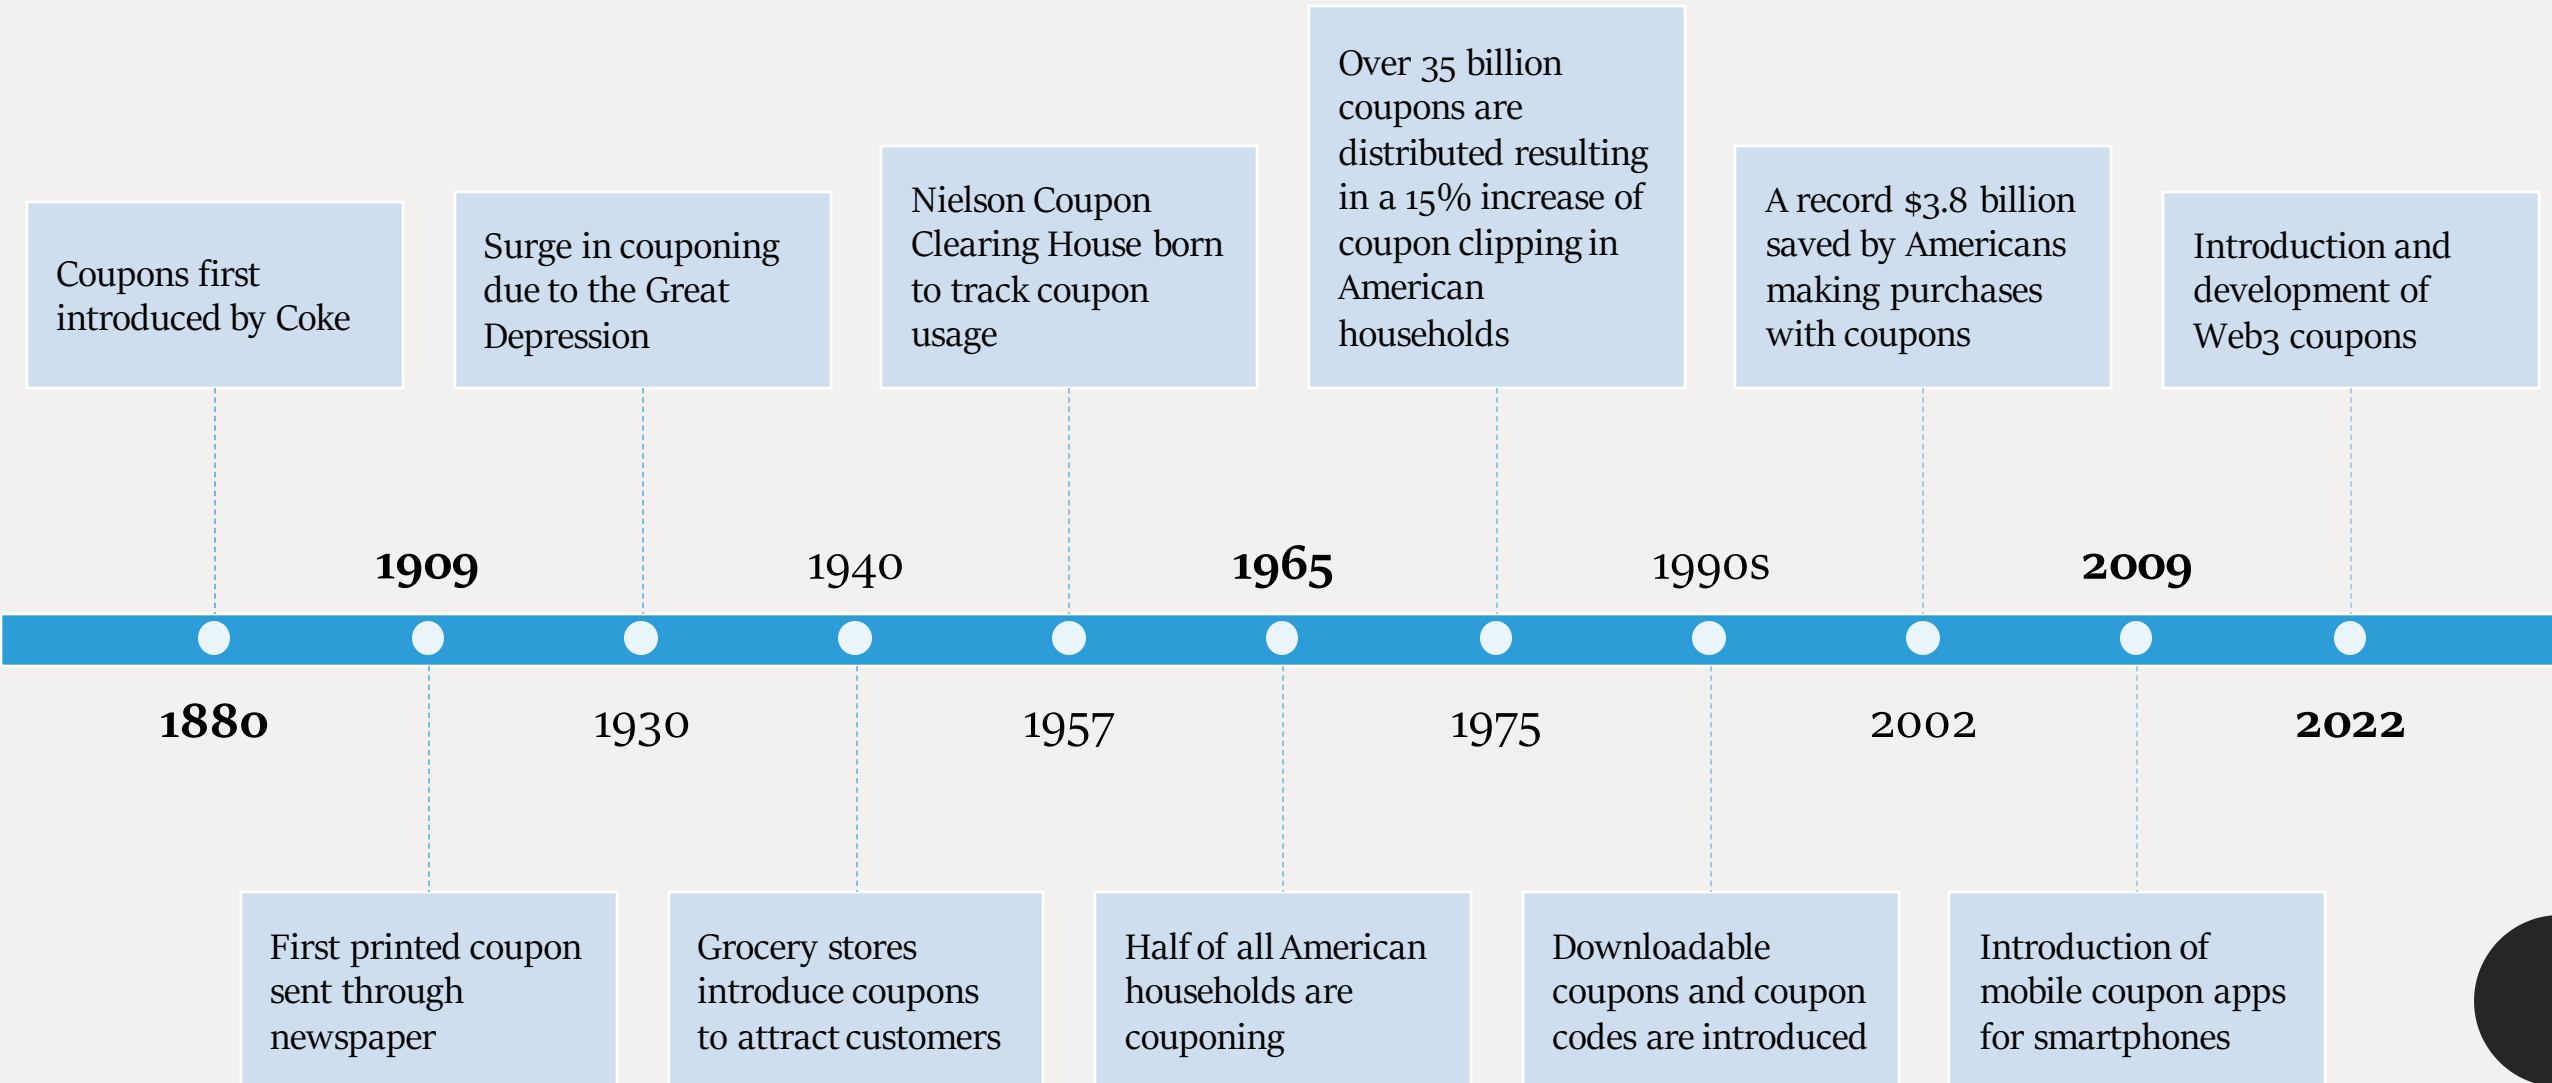 Coupons first
introduced by Coke
Surge in couponing
due to the Great
Depression
Nielson Coupon
Clearing House born
to track coupon
usage
Over 35 billion
coupons are
distributed resulting
in a 15% increase of
coupon clipping in
American
households
A record $3.8 billion
saved by Americans
making purchases
with coupons
Introduction and
development of
Web3 coupons
1909
1940
1965
1990s
2009
1880
1930
1957
1975
2002
2022
First printed coupon
sent through
newspaper
Grocery stores
introduce coupons
to attract customers
Half of all American
households are
couponing
Downloadable
coupons and coupon
codes are introduced
Introduction of
mobile coupon apps
for smartphones